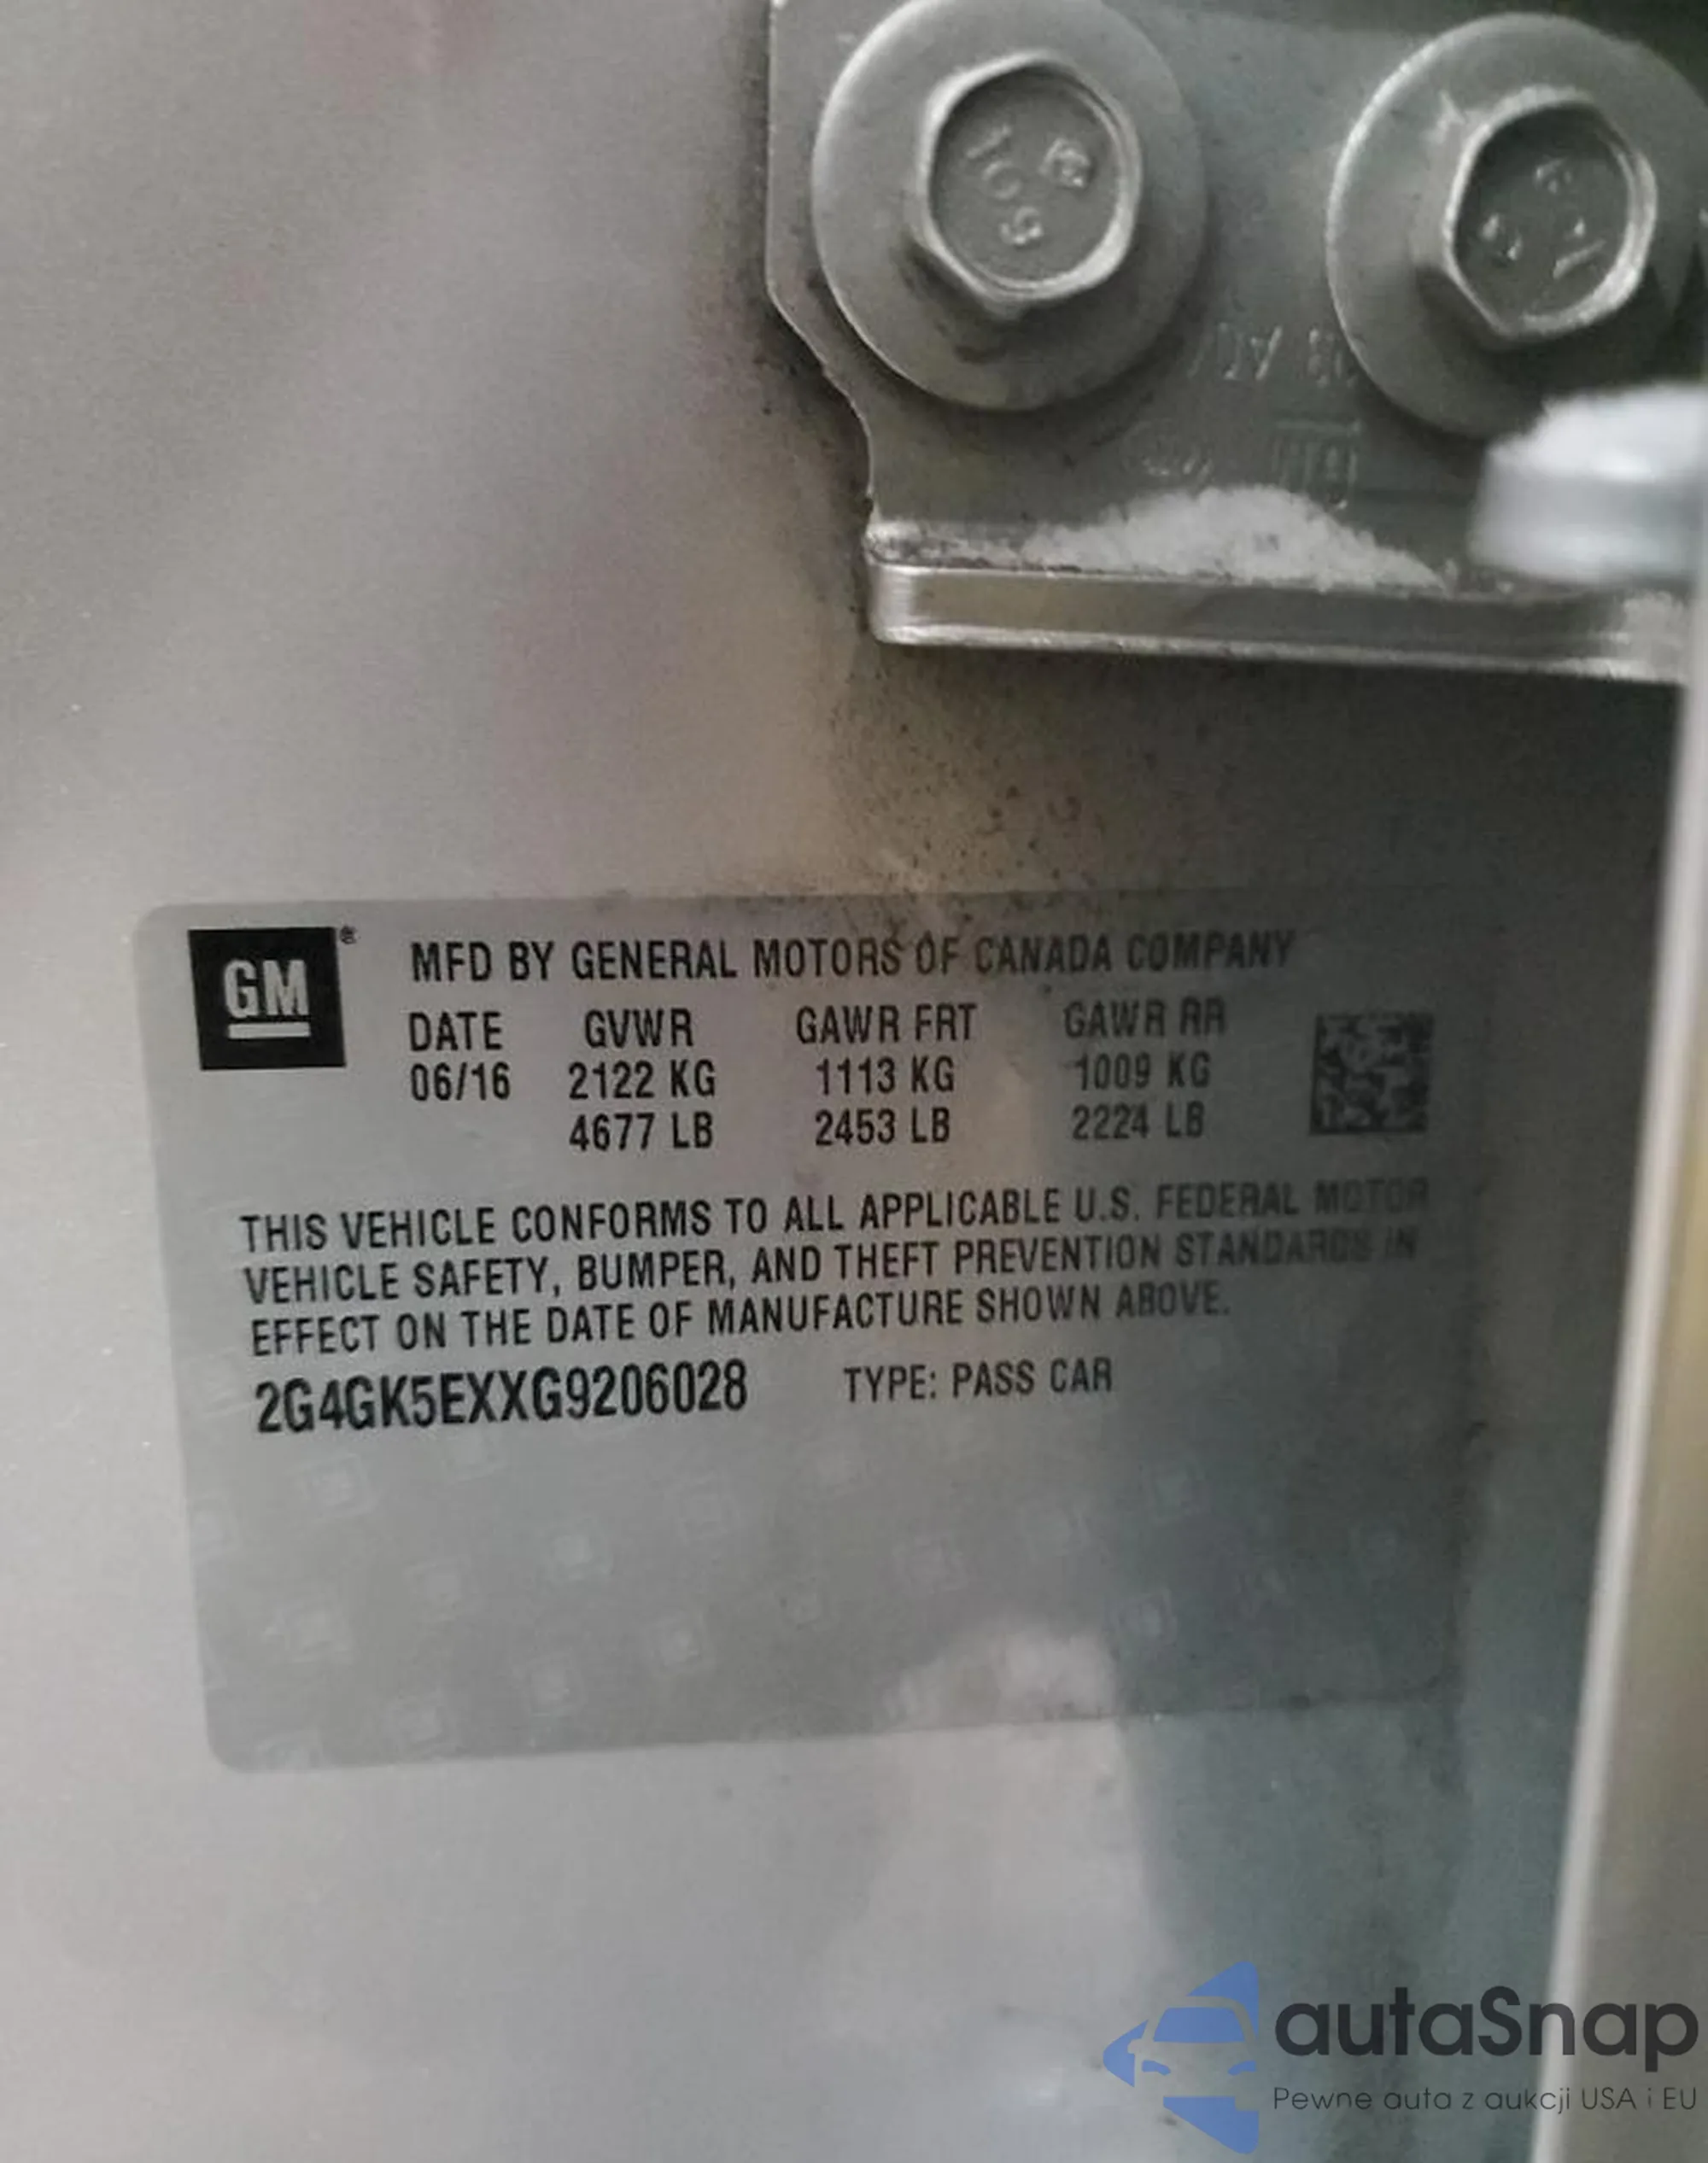 10.9
GM®
MFD BY GENERAL MOTORS OF CANADA COMPANY
DATE GVWR GAWR FRT GAWR RR
06/16 2122 KG 1113 KG 1009 KG
4677 LB 2453 LB 2224 LB
THIS VEHICLE CONFORMS TO ALL APPLICABLE U.S. FEDERAL MOTOR
VEHICLE SAFETY, BUMPER, AND THEFT PREVENTION STANDARDS IN
EFFECT ON THE DATE OF MANUFACTURE SHOWN ABOVE.
2G4GK5EXXG9206028 TYPE: PASS CAR
autaSnap
Pewne auta z aukcji USA i EU